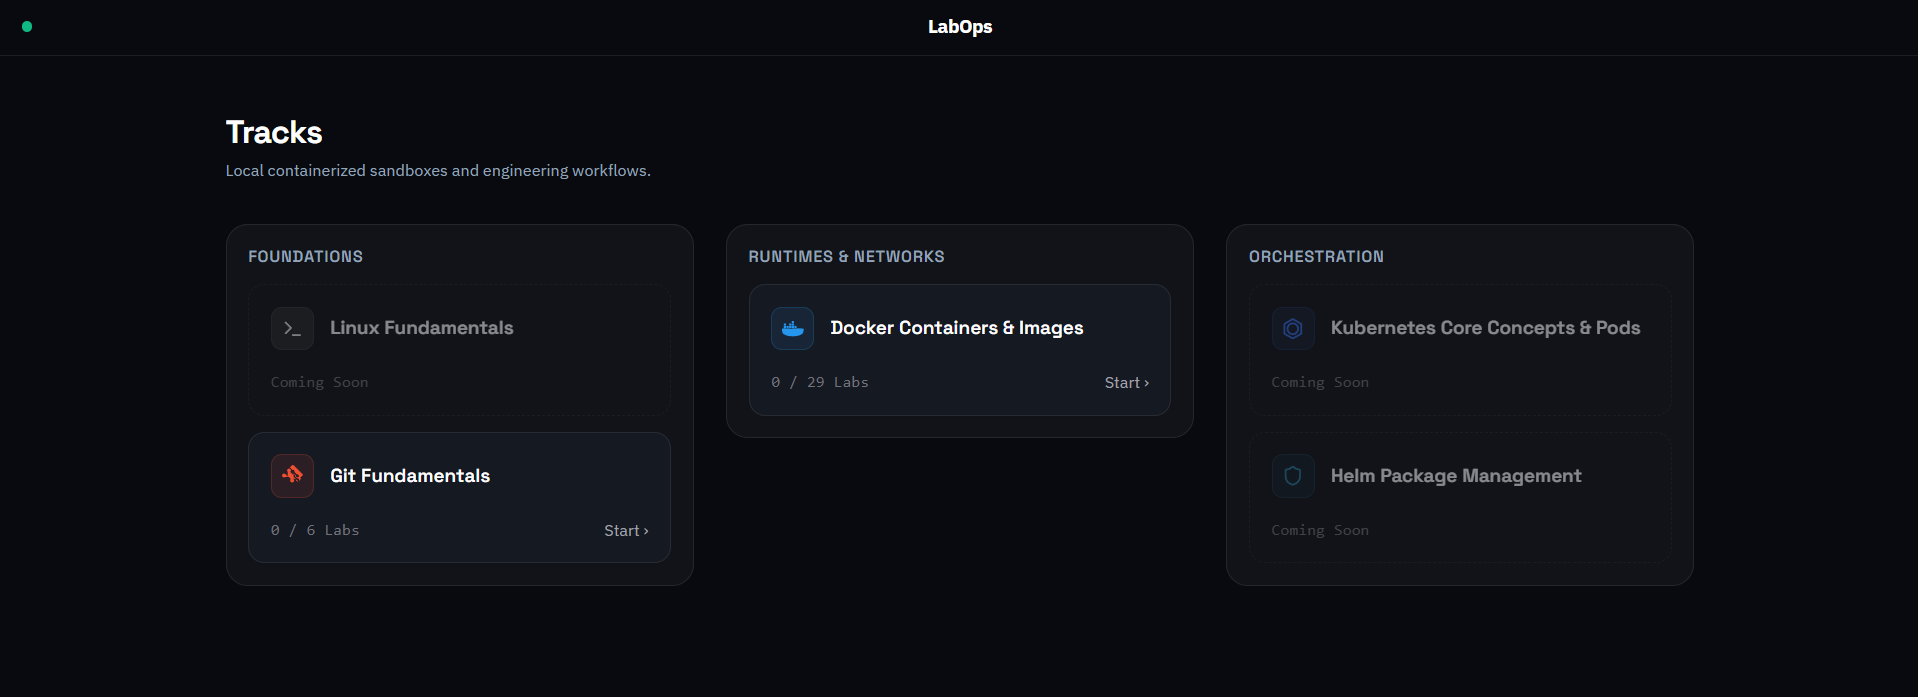 LabOps
Tracks
Local containerized sandboxes and engineering workflows.
FOUNDATIONS
Linux Fundamentals
Coming Soon
Git Fundamentals
0 / 6 Labs
Start ›
RUNTIMES & NETWORKS
Docker Containers & Images
0 / 29 Labs
Start ›
ORCHESTRATION
Kubernetes Core Concepts & Pods
Coming Soon
Helm Package Management
Coming Soon